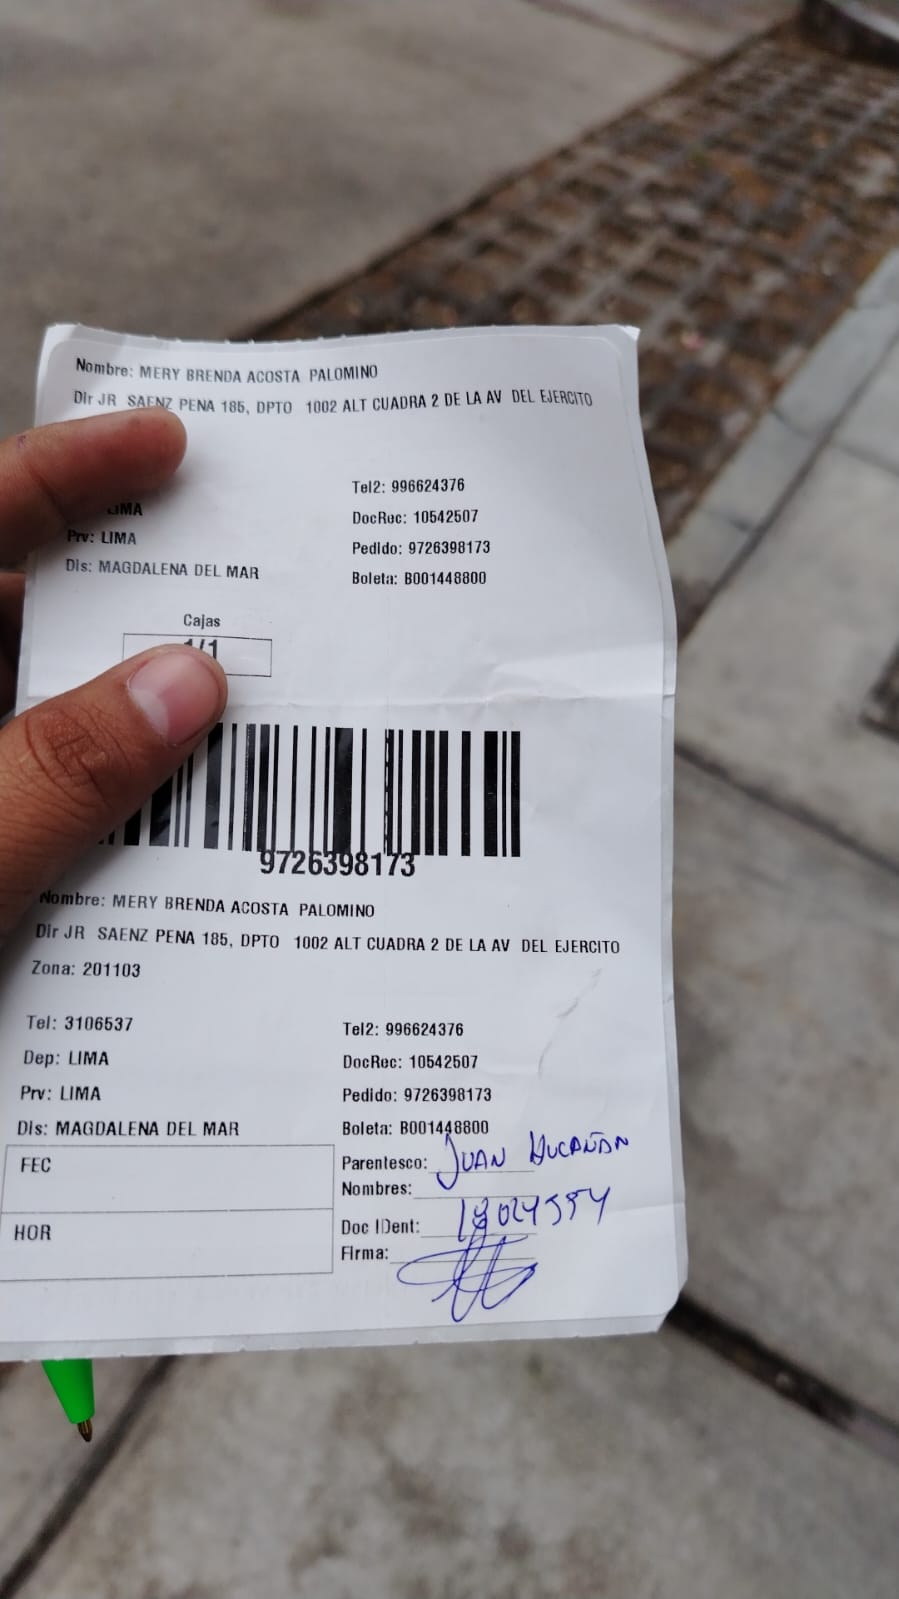 Nombre: MERY BRENDA ACOSTA PALOMINO
Dir JR SAENZ PENA 185, DPTO 1002 ALT CUADRA 2 DE LA AV DEL EJERCITO
Tel2: 996624376
LIMA
DocRec: 10542507
Prv: LIMA
Pedido: 9726398173
Dis: MAGDALENA DEL MAR
Boleta: B001448800
Cajas
1/1
9726398173
Nombre: MERY BRENDA ACOSTA PALOMINO
Dir JR SAENZ PENA 185, DPTO 1002 ALT CUADRA 2 DE LA AV DEL EJERCITO
Zona: 201103
Tel: 3106537
Tel2: 996624376
Dep: LIMA
DocRec: 10542507
Prv: LIMA
Pedido: 9726398173
Dis: MAGDALENA DEL MAR
Boleta: B001448800
FEC
Parentesco: JUAN
Nombres:
HOR
Doc IDent:
Firma: